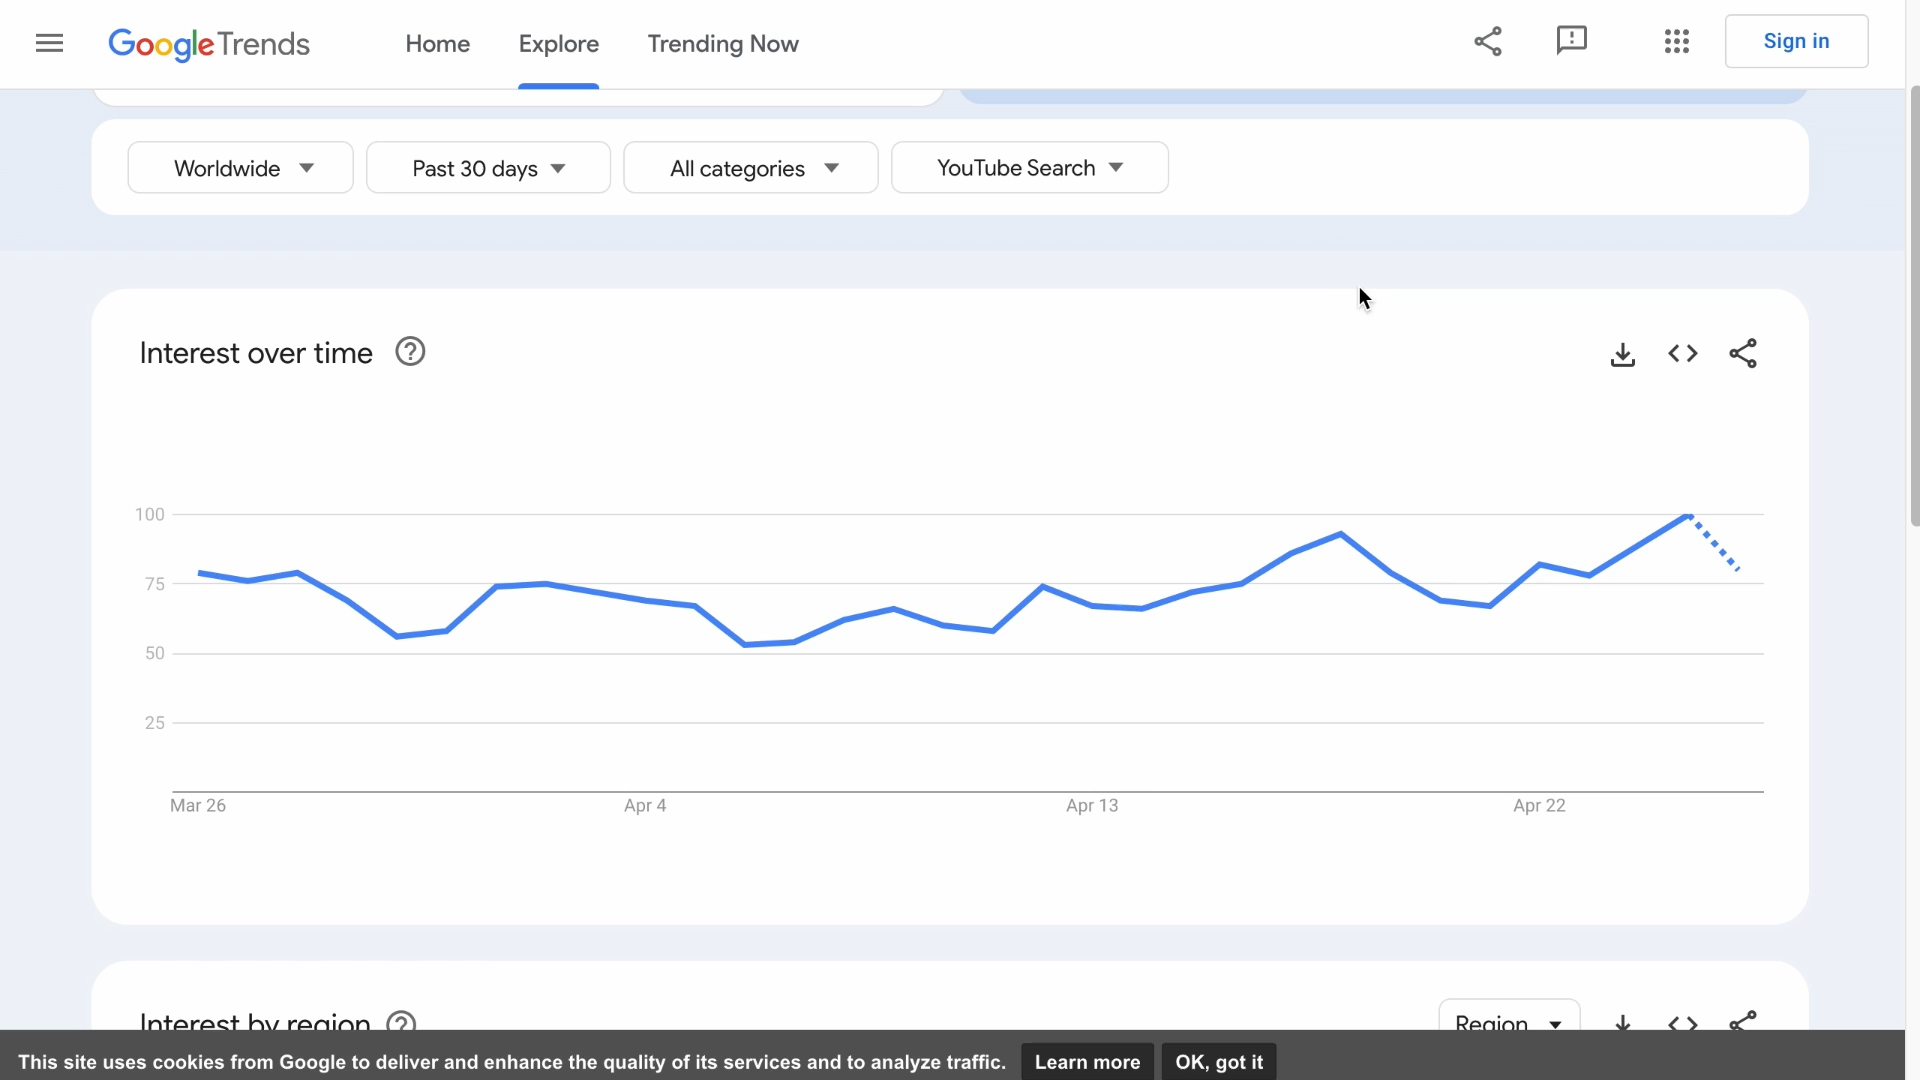 Google Trends Home Explore Trending Now Sign in
Worldwide Past 30 days All categories YouTube Search
Interest over time
100
75
50
25
Mar 26 Apr 4 Apr 13 Apr 22
Interest by region Region
This site uses cookies from Google to deliver and enhance the quality of its services and to analyze traffic. Learn more OK, got it